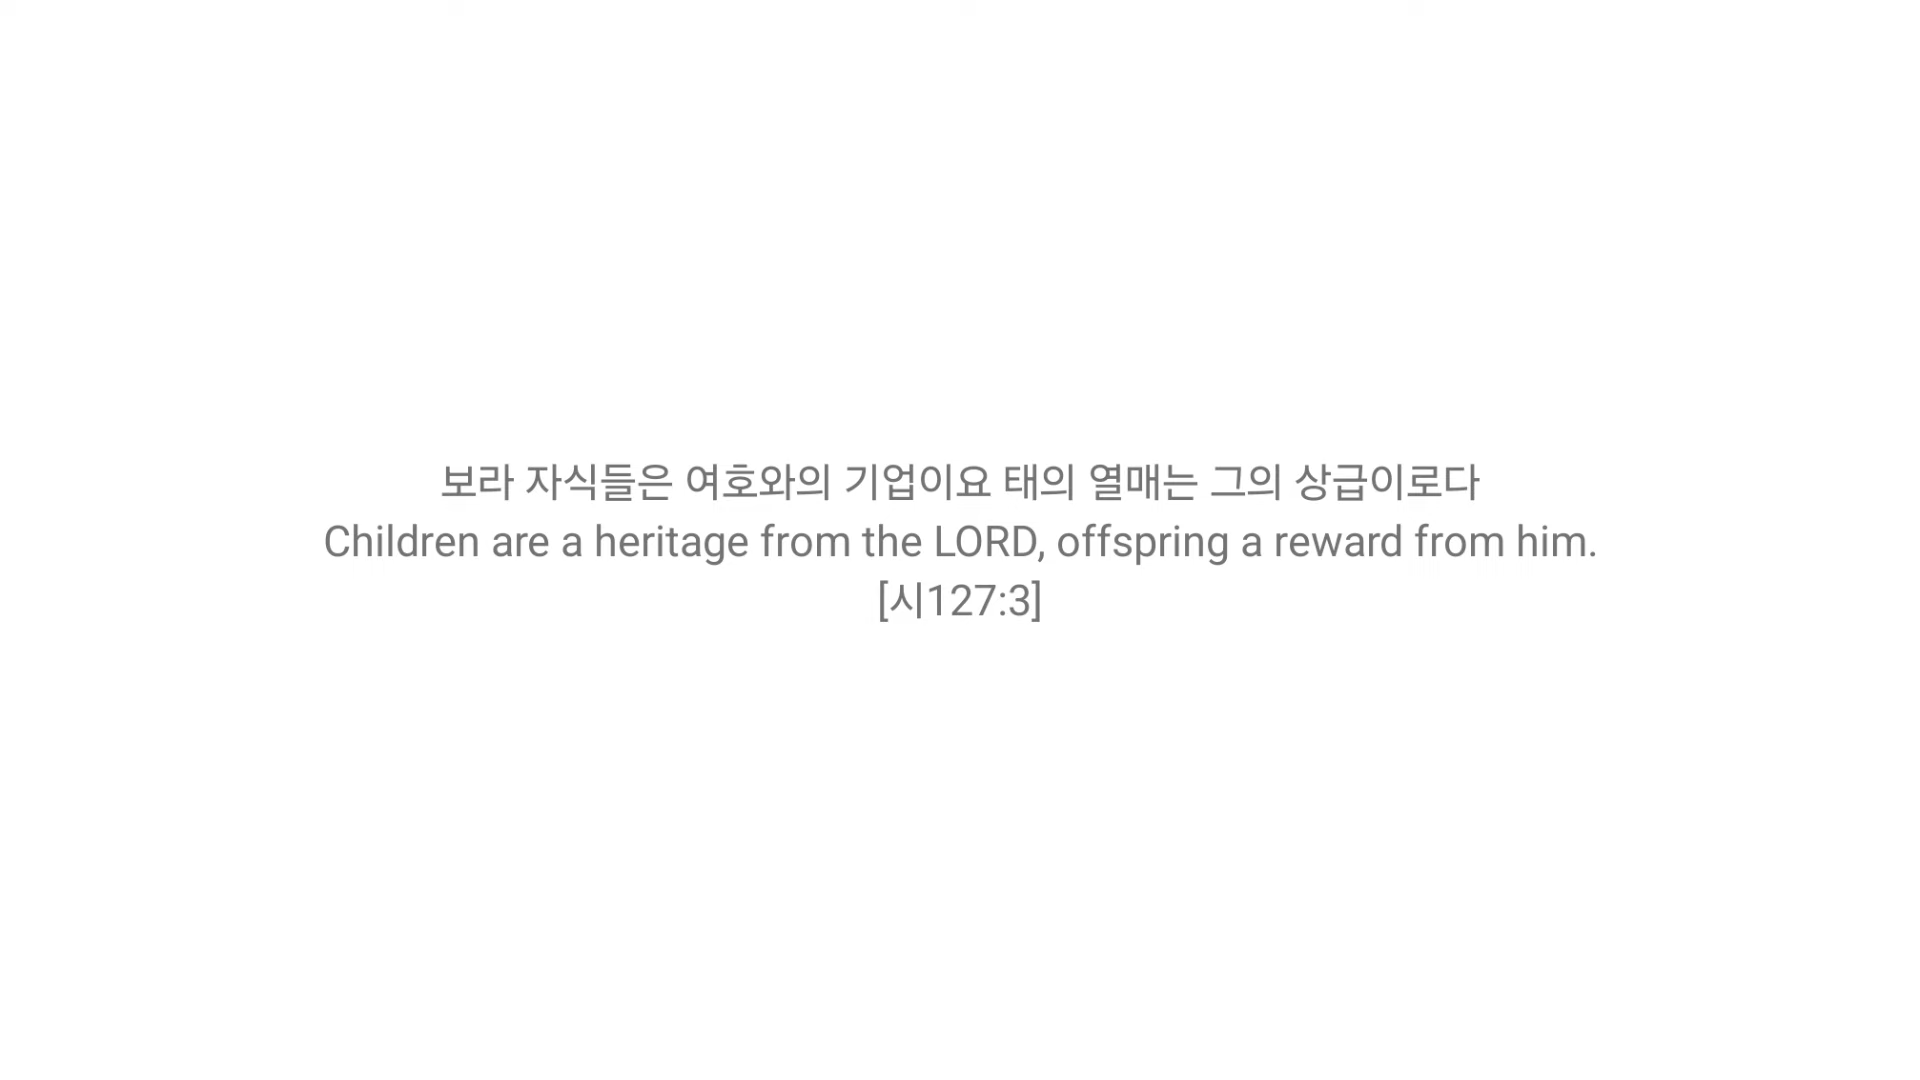 보라 자식들은 여호와의 기업이요 태의 열매는 그의 상급이로다
Children are a heritage from the LORD, offspring a reward from him.
[시127:3]